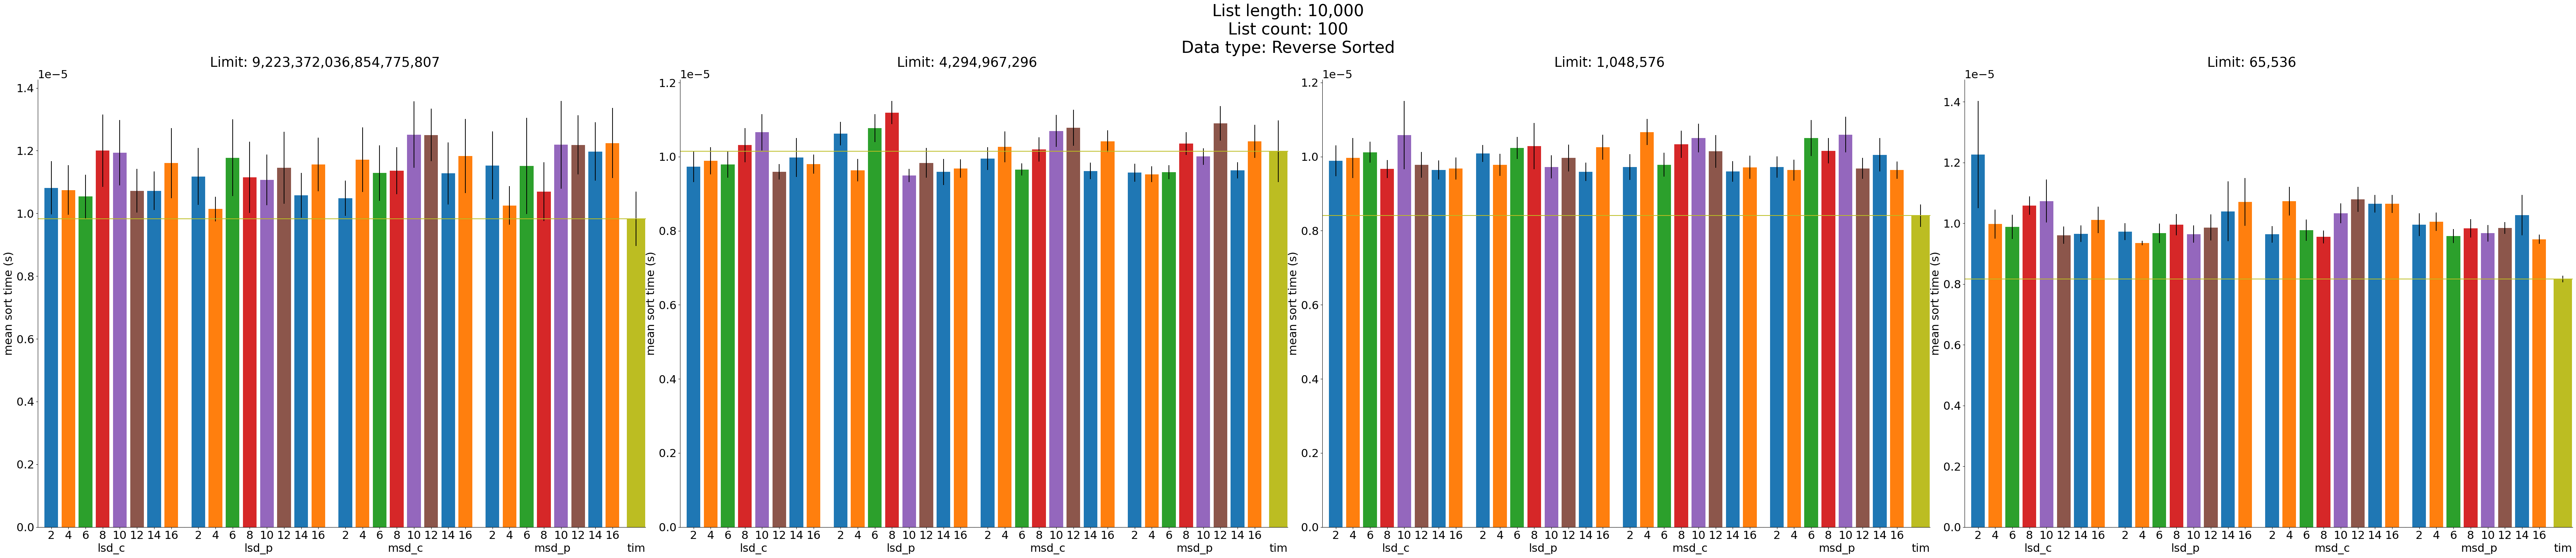 List length: 10,000
List count: 100
Data type: Reverse Sorted
Limit: 9,223,372,036,854,775,807
1e−5
1.4
1.2
1.0
0.8
0.6
0.4
0.2
0.0
mean sort time (s)
2 4 6 8 10 12 14 16 2 4 6 8 10 12 14 16 2 4 6 8 10 12 14 16 2 4 6 8 10 12 14 16
lsd_c lsd_p msd_c msd_p tim
Limit: 4,294,967,296
1e−5
1.2
1.0
0.8
0.6
0.4
0.2
0.0
mean sort time (s)
2 4 6 8 10 12 14 16 2 4 6 8 10 12 14 16 2 4 6 8 10 12 14 16 2 4 6 8 10 12 14 16
lsd_c lsd_p msd_c msd_p tim
Limit: 1,048,576
1e−5
1.2
1.0
0.8
0.6
0.4
0.2
0.0
mean sort time (s)
2 4 6 8 10 12 14 16 2 4 6 8 10 12 14 16 2 4 6 8 10 12 14 16 2 4 6 8 10 12 14 16
lsd_c lsd_p msd_c msd_p tim
Limit: 65,536
1e−5
1.4
1.2
1.0
0.8
0.6
0.4
0.2
0.0
mean sort time (s)
2 4 6 8 10 12 14 16 2 4 6 8 10 12 14 16 2 4 6 8 10 12 14 16 2 4 6 8 10 12 14 16
lsd_c lsd_p msd_c msd_p tim